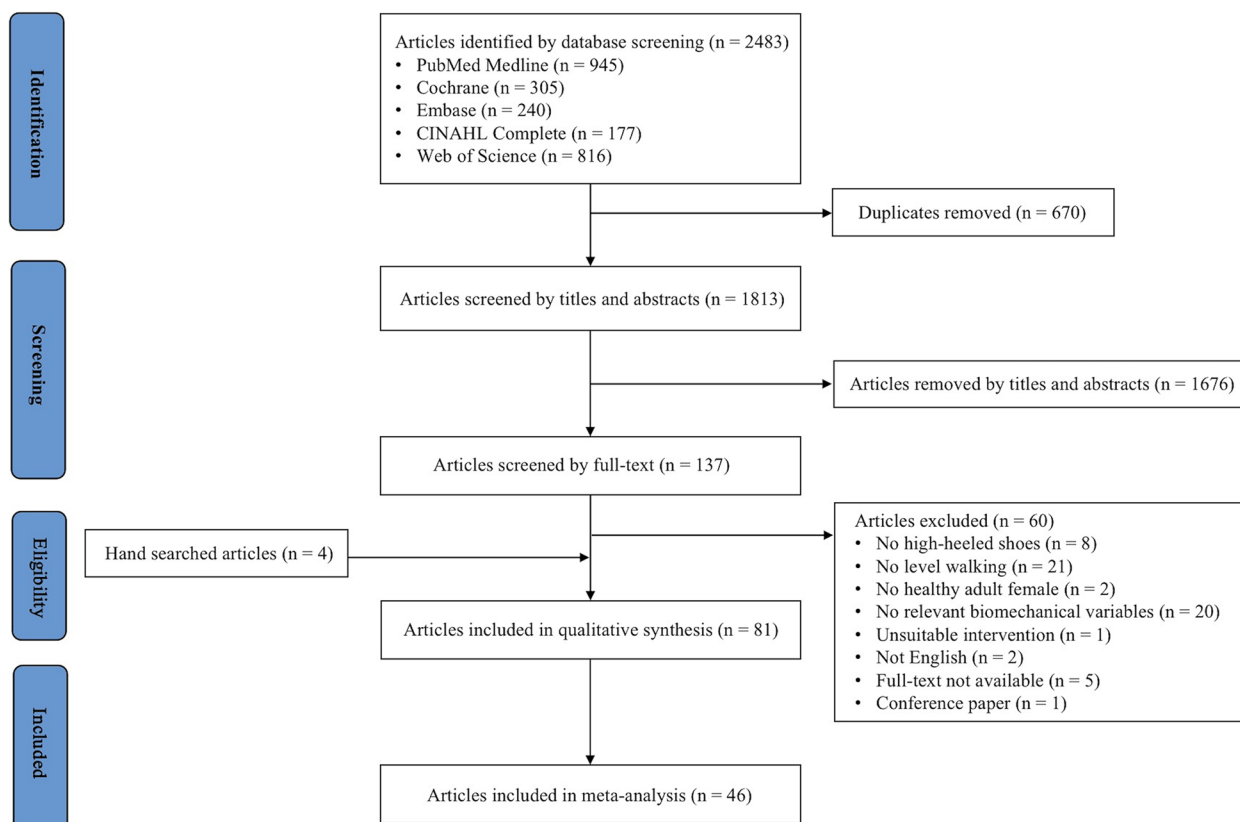 Identification
Articles identified by database screening (n = 2483)
• PubMed Medline (n = 945)
• Cochrane (n = 305)
• Embase (n = 240)
• CINAHL Complete (n = 177)
• Web of Science (n = 816)
Duplicates removed (n = 670)
Screening
Articles screened by titles and abstracts (n = 1813)
Articles removed by titles and abstracts (n = 1676)
Articles screened by full-text (n = 137)
Eligibility
Hand searched articles (n = 4)
Articles excluded (n = 60)
• No high-heeled shoes (n = 8)
• No level walking (n = 21)
• No healthy adult female (n = 2)
• No relevant biomechanical variables (n = 20)
• Unsuitable intervention (n = 1)
• Not English (n = 2)
• Full-text not available (n = 5)
• Conference paper (n = 1)
Articles included in qualitative synthesis (n = 81)
Included
Articles included in meta-analysis (n = 46)